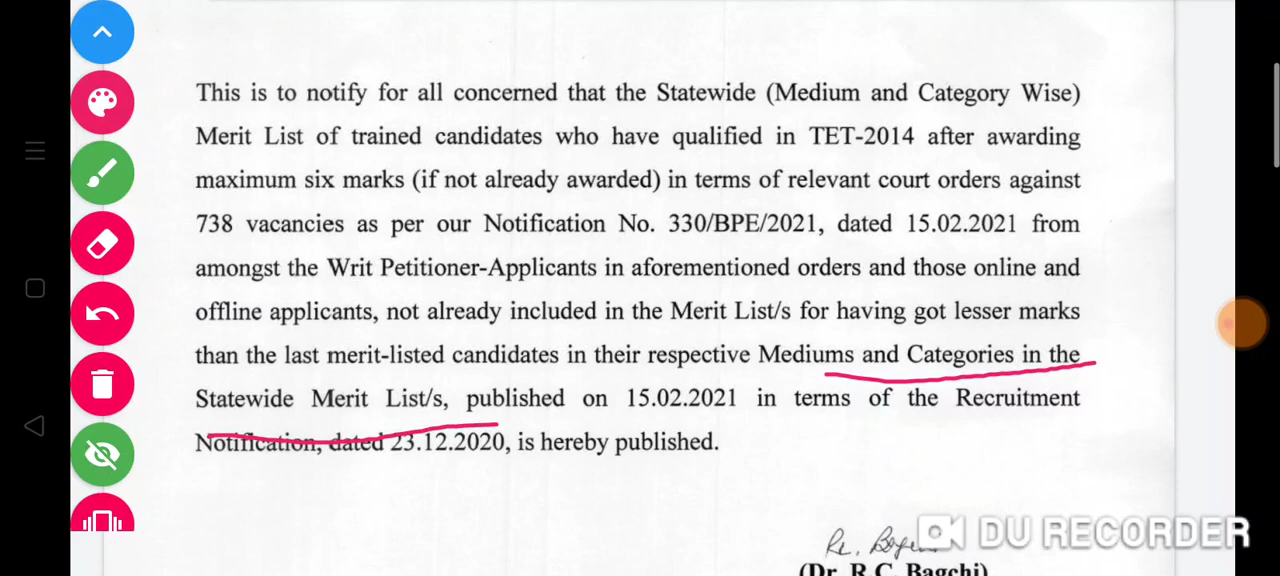 This is to notify for all concerned that the Statewide (Medium and Category Wise)
Merit List of trained candidates who have qualified in TET-2014 after awarding
maximum six marks (if not already awarded) in terms of relevant court orders against
738 vacancies as per our Notification No. 330/BPE/2021, dated 15.02.2021 from
amongst the Writ Petitioner-Applicants in aforementioned orders and those online and
offline applicants, not already included in the Merit List/s for having got lesser marks
than the last merit-listed candidates in their respective Mediums and Categories in the
Statewide Merit List/s, published on 15.02.2021 in terms of the Recruitment
Notification, dated 23.12.2020, is hereby published.
DU RECORDER
(Dr. R.C. Bagchi)